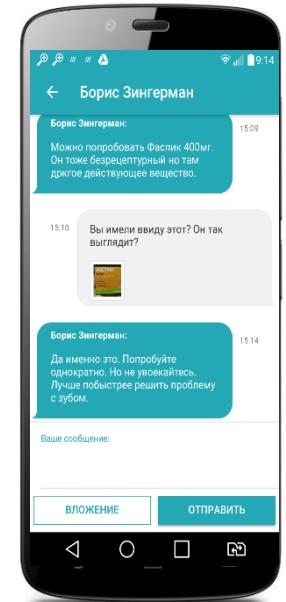 9:14
Борис Зингерман
Борис Зингерман:
15:09
Можно попробовать Фаспик 400мг.
Он тоже безрецептурный но там
дркгое действующее вещество.
15:10
Вы имели ввиду этот? Он так
выглядит?
Борис Зингерман:
15:14
Да именно это. Попробуйте
однократно. Но не увоекайтесь.
Лучше побыстрее решить проблему
с зубом.
Ваше сообщение:
ВЛОЖЕНИЕ
ОТПРАВИТЬ